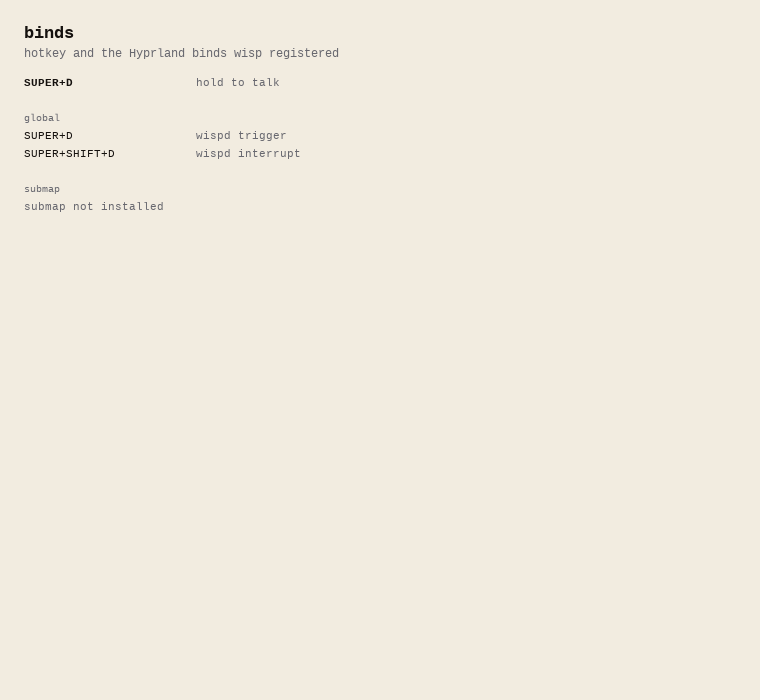 binds
hotkey and the Hyprland binds wisp registered
SUPER+D hold to talk
global
SUPER+D wispd trigger
SUPER+SHIFT+D wispd interrupt
submap
submap not installed